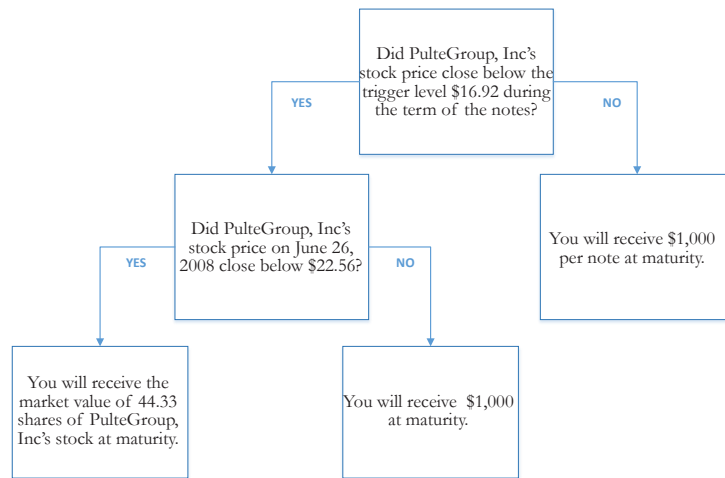 Did PulteGroup, Inc's
stock price close below the
trigger level $16.92 during
the term of the notes?
YES
NO
Did PulteGroup, Inc's
stock price on June 26,
2008 close below $22.56?
You will receive $1,000
per note at maturity.
YES
NO
You will receive the
market value of 44.33
shares of PulteGroup,
Inc's stock at maturity.
You will receive $1,000
at maturity.